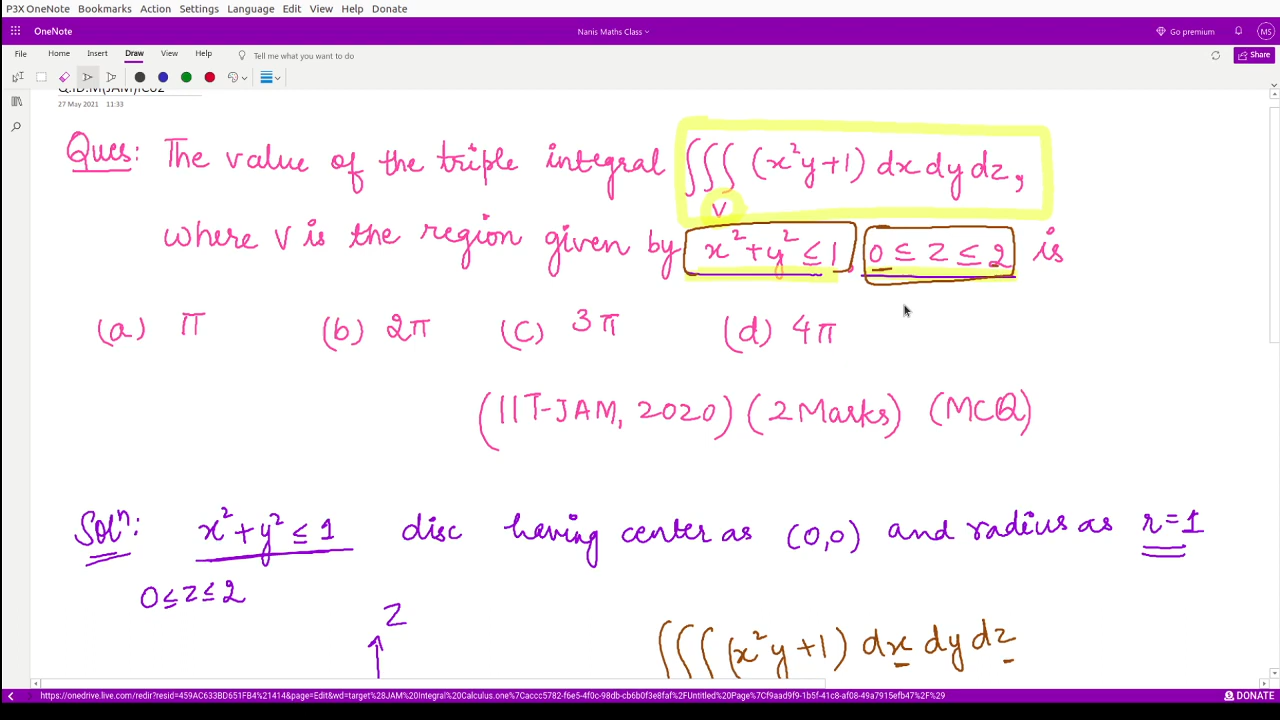 P3X OneNote Bookmarks Action Settings Language Edit View Help Donate
OneNote Nanis Maths Class Go premium MS
File Home Insert Draw View Help Tell me what you want to do Share
Q.ID:M(JAM):C02
27 May 2021 11:33
Ques: The value of the triple integral ∭ (x²y+1) dx dy dz,
V
where V is the region given by x²+y² ≤ 1, 0 ≤ z ≤ 2 is
(a) π (b) 2π (c) 3π (d) 4π
(IIT-JAM, 2020) (2 Marks) (MCQ)
Solⁿ: x²+y² ≤ 1 disc having center as (0,0) and radius as r=1
0 ≤ z ≤ 2
Z
∭ (x²y+1) dx dy dz
DONATE